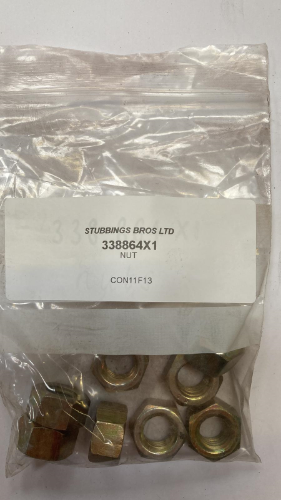 STUBBINGS BROS LTD
338864X1
NUT
CON11F13